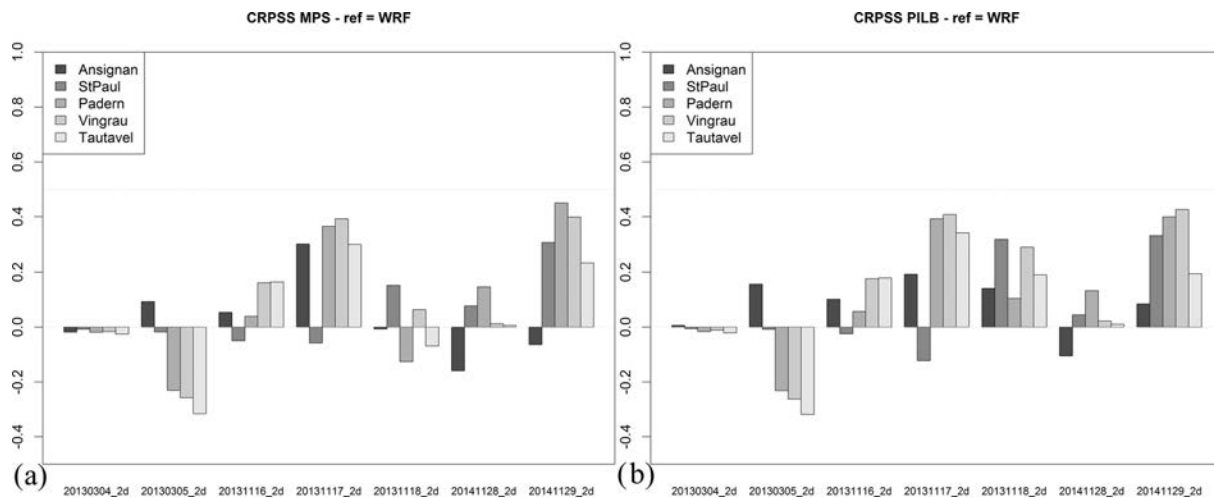 CRPSS MPS - ref = WRF
1.0
0.8
0.6
0.4
0.2
0.0
-0.2
-0.4
Ansignan
StPaul
Padern
Vingrau
Tautavel
(a)
20130304_2d 20130305_2d 20131116_2d 20131117_2d 20131118_2d 20141128_2d 20141129_2d
CRPSS PILB - ref = WRF
1.0
0.8
0.6
0.4
0.2
0.0
-0.2
-0.4
Ansignan
StPaul
Padern
Vingrau
Tautavel
(b)
20130304_2d 20130305_2d 20131116_2d 20131117_2d 20131118_2d 20141128_2d 20141129_2d